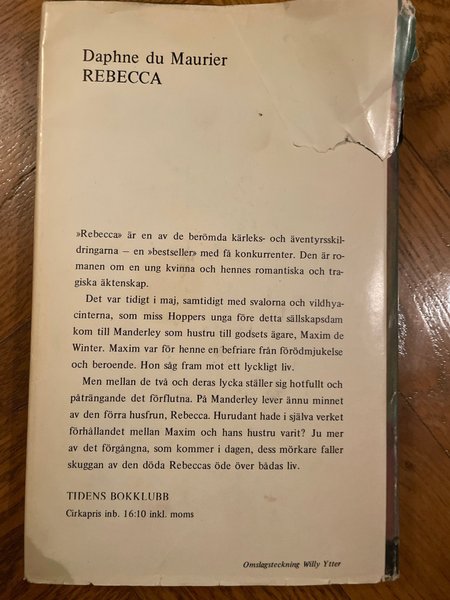 Daphne du Maurier
REBECCA
»Rebecca» är en av de berömda kärleks- och äventyrsskil-
dringarna – en »bestseller» med få konkurrenter. Den är ro-
manen om en ung kvinna och hennes romantiska och tra-
giska äktenskap.
Det var tidigt i maj, samtidigt med svalorna och vildhya-
cinterna, som miss Hoppers unga före detta sällskapsdam
kom till Manderley som hustru till godsets ägare, Maxim de
Winter. Maxim var för henne en befriare från förödmjukelse
och beroende. Hon såg fram mot ett lyckligt liv.
Men mellan de två och deras lycka ställer sig hotfullt och
påträngande det förflutna. På Manderley lever ännu minnet
av den förra husfrun, Rebecca. Hurudant hade i själva verket
förhållandet mellan Maxim och hans hustru varit? Ju mer
av det förgångna, som kommer i dagen, dess mörkare faller
skuggan av den döda Rebeccas öde över bådas liv.
TIDENS BOKKLUBB
Cirkapris inb. 16:10 inkl. moms
Omslagsteckning Willy Ytter